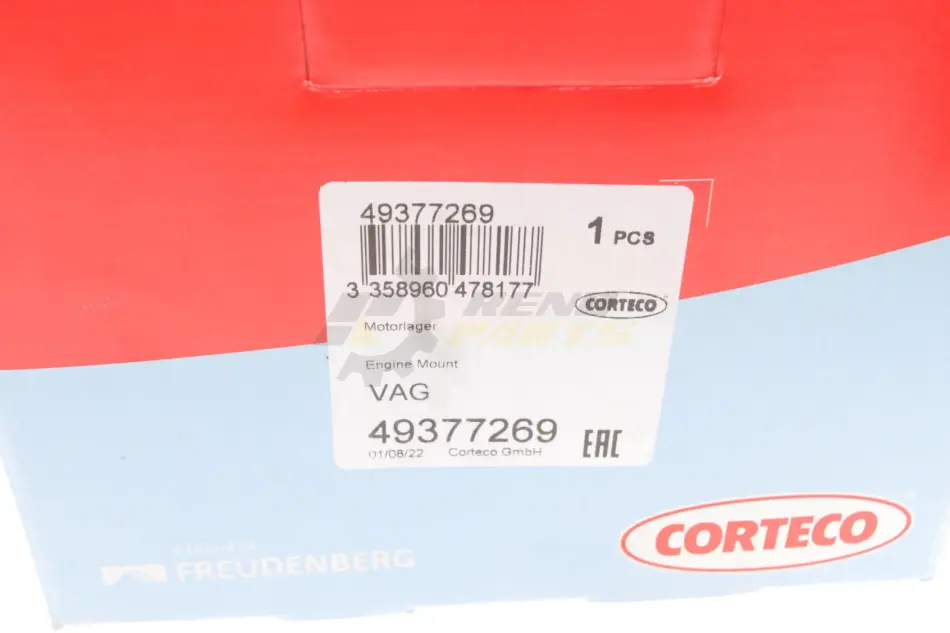 49377269
1 PCS
3 358960 478177
CORTECO
Motorlager
Engine Mount
VAG
49377269
01/08/22 Corteco GmbH
EAC
PARTS
CORTECO
FREUDENBERG